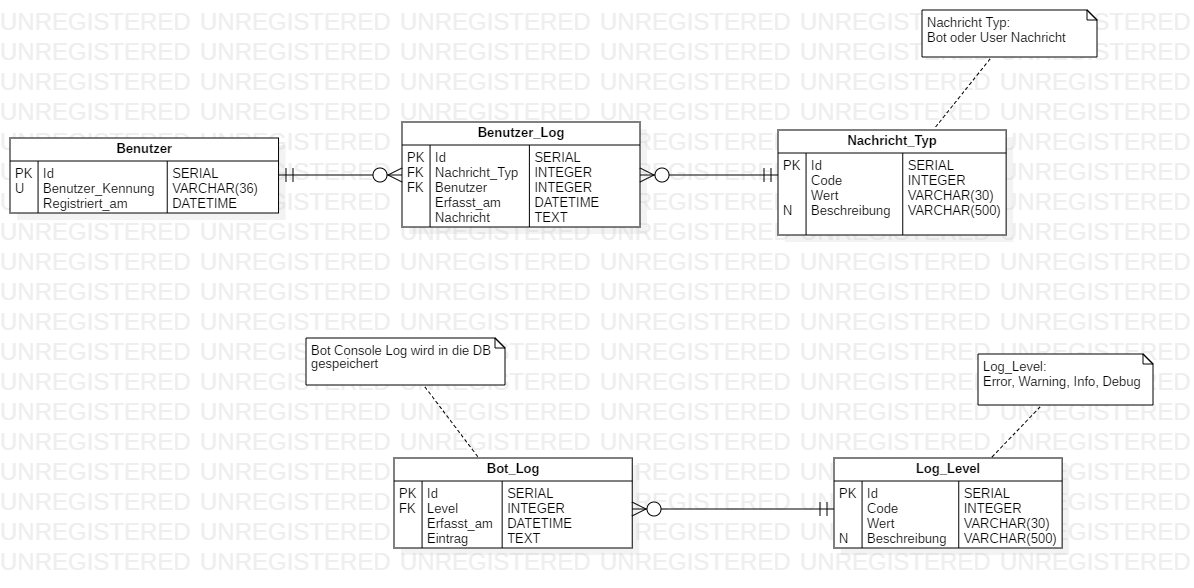 Nachricht Typ:
Bot oder User Nachricht
Benutzer
PK Id SERIAL
U Benutzer_Kennung VARCHAR(36)
Registriert_am DATETIME
Benutzer_Log
PK Id SERIAL
FK Nachricht_Typ INTEGER
FK Benutzer INTEGER
Erfasst_am DATETIME
Nachricht TEXT
Nachricht_Typ
PK Id SERIAL
Code INTEGER
Wert VARCHAR(30)
N Beschreibung VARCHAR(500)
Bot Console Log wird in die DB
gespeichert
Log_Level:
Error, Warning, Info, Debug
Bot_Log
PK Id SERIAL
FK Level INTEGER
Erfasst_am DATETIME
Eintrag TEXT
Log_Level
PK Id SERIAL
Code INTEGER
Wert VARCHAR(30)
N Beschreibung VARCHAR(500)
UNREGISTERED